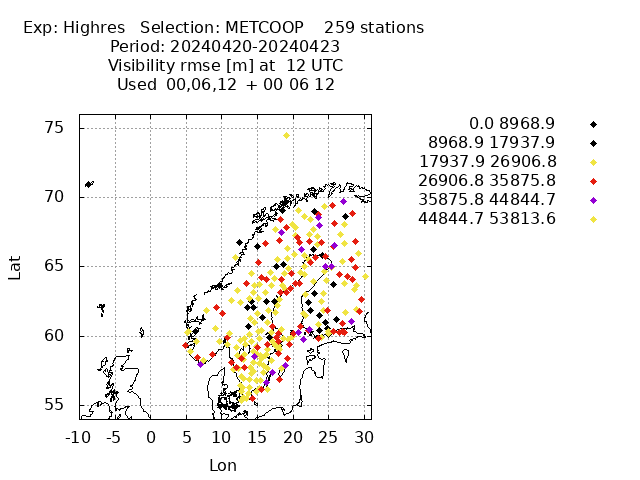 Exp: Highres Selection: METCOOP 259 stations
Period: 20240420-20240423
Visibility rmse [m] at 12 UTC
Used 00,06,12 + 00 06 12
0.0 8968.9
8968.9 17937.9
17937.9 26906.8
26906.8 35875.8
35875.8 44844.7
44844.7 53813.6
75
70
65
60
55
Lat
-10 -5 0 5 10 15 20 25 30
Lon